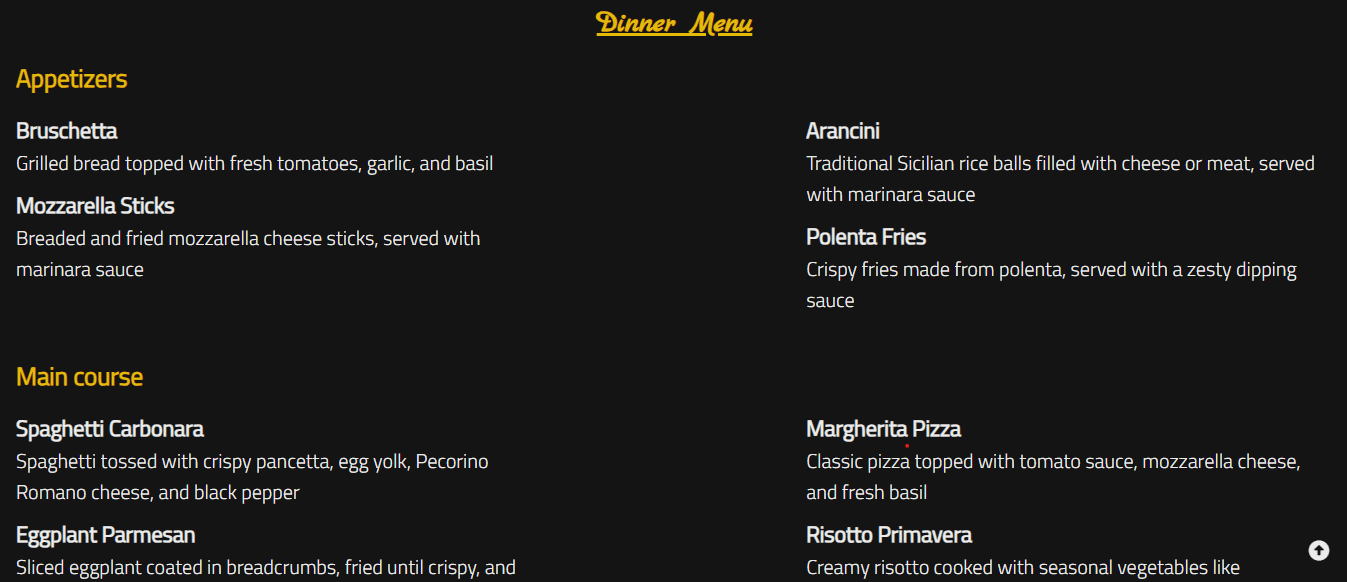 Dinner Menu
Appetizers
Bruschetta
Grilled bread topped with fresh tomatoes, garlic, and basil
Mozzarella Sticks
Breaded and fried mozzarella cheese sticks, served with
marinara sauce
Arancini
Traditional Sicilian rice balls filled with cheese or meat, served
with marinara sauce
Polenta Fries
Crispy fries made from polenta, served with a zesty dipping
sauce
Main course
Spaghetti Carbonara
Spaghetti tossed with crispy pancetta, egg yolk, Pecorino
Romano cheese, and black pepper
Eggplant Parmesan
Sliced eggplant coated in breadcrumbs, fried until crispy, and
Margherita Pizza
Classic pizza topped with tomato sauce, mozzarella cheese,
and fresh basil
Risotto Primavera
Creamy risotto cooked with seasonal vegetables like